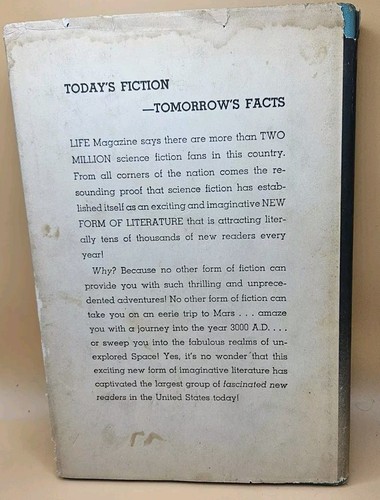 TODAY'S FICTION
—TOMORROW'S FACTS
LIFE Magazine says there are more than TWO
MILLION science fiction fans in this country.
From all corners of the nation comes the re-
sounding proof that science fiction has estab-
lished itself as an exciting and imaginative NEW
FORM OF LITERATURE that is attracting liter-
ally tens of thousands of new readers every
year!
Why? Because no other form of fiction can
provide you with such thrilling and unprece-
dented adventures! No other form of fiction can
take you on an eerie trip to Mars . . . amaze
you with a journey into the year 3000 A.D. . . .
or sweep you into the fabulous realms of un-
explored Space! Yes, it's no wonder that this
exciting new form of imaginative literature has
captivated the largest group of fascinated new
readers in the United States today!